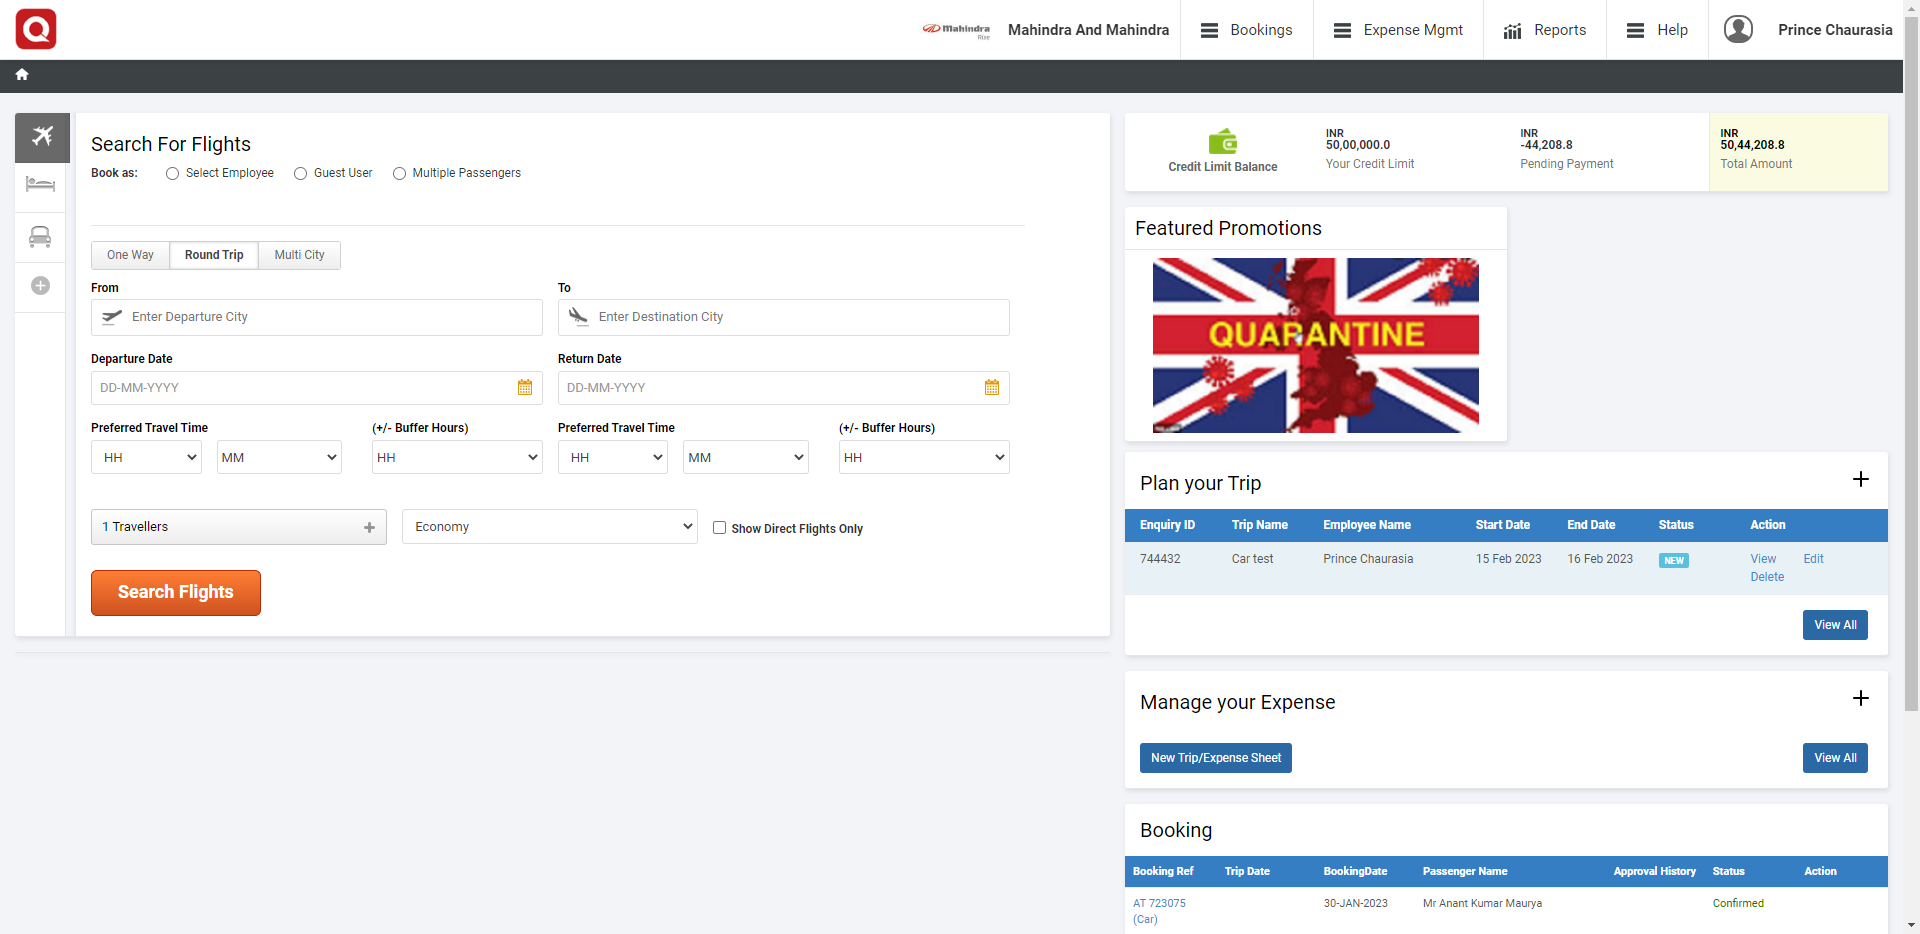 Q
Mahindra
Rise
Mahindra And Mahindra
Bookings
Expense Mgmt
Reports
Help
Prince Chaurasia
Search For Flights
Book as:
Select Employee
Guest User
Multiple Passengers
One Way
Round Trip
Multi City
From
To
Enter Departure City
Enter Destination City
Departure Date
Return Date
DD-MM-YYYY
DD-MM-YYYY
Preferred Travel Time
(+/- Buffer Hours)
Preferred Travel Time
(+/- Buffer Hours)
HH
MM
HH
HH
MM
HH
1 Travellers
Economy
Show Direct Flights Only
Search Flights
Credit Limit Balance
INR
50,00,000.0
Your Credit Limit
INR
-44,208.8
Pending Payment
INR
50,44,208.8
Total Amount
Featured Promotions
QUARANTINE
Plan your Trip
Enquiry ID Trip Name Employee Name Start Date End Date Status Action
744432 Car test Prince Chaurasia 15 Feb 2023 16 Feb 2023 NEW View Edit
Delete
View All
Manage your Expense
New Trip/Expense Sheet
View All
Booking
Booking Ref Trip Date BookingDate Passenger Name Approval History Status Action
AT 723075 30-JAN-2023 Mr Anant Kumar Maurya Confirmed
(Car)